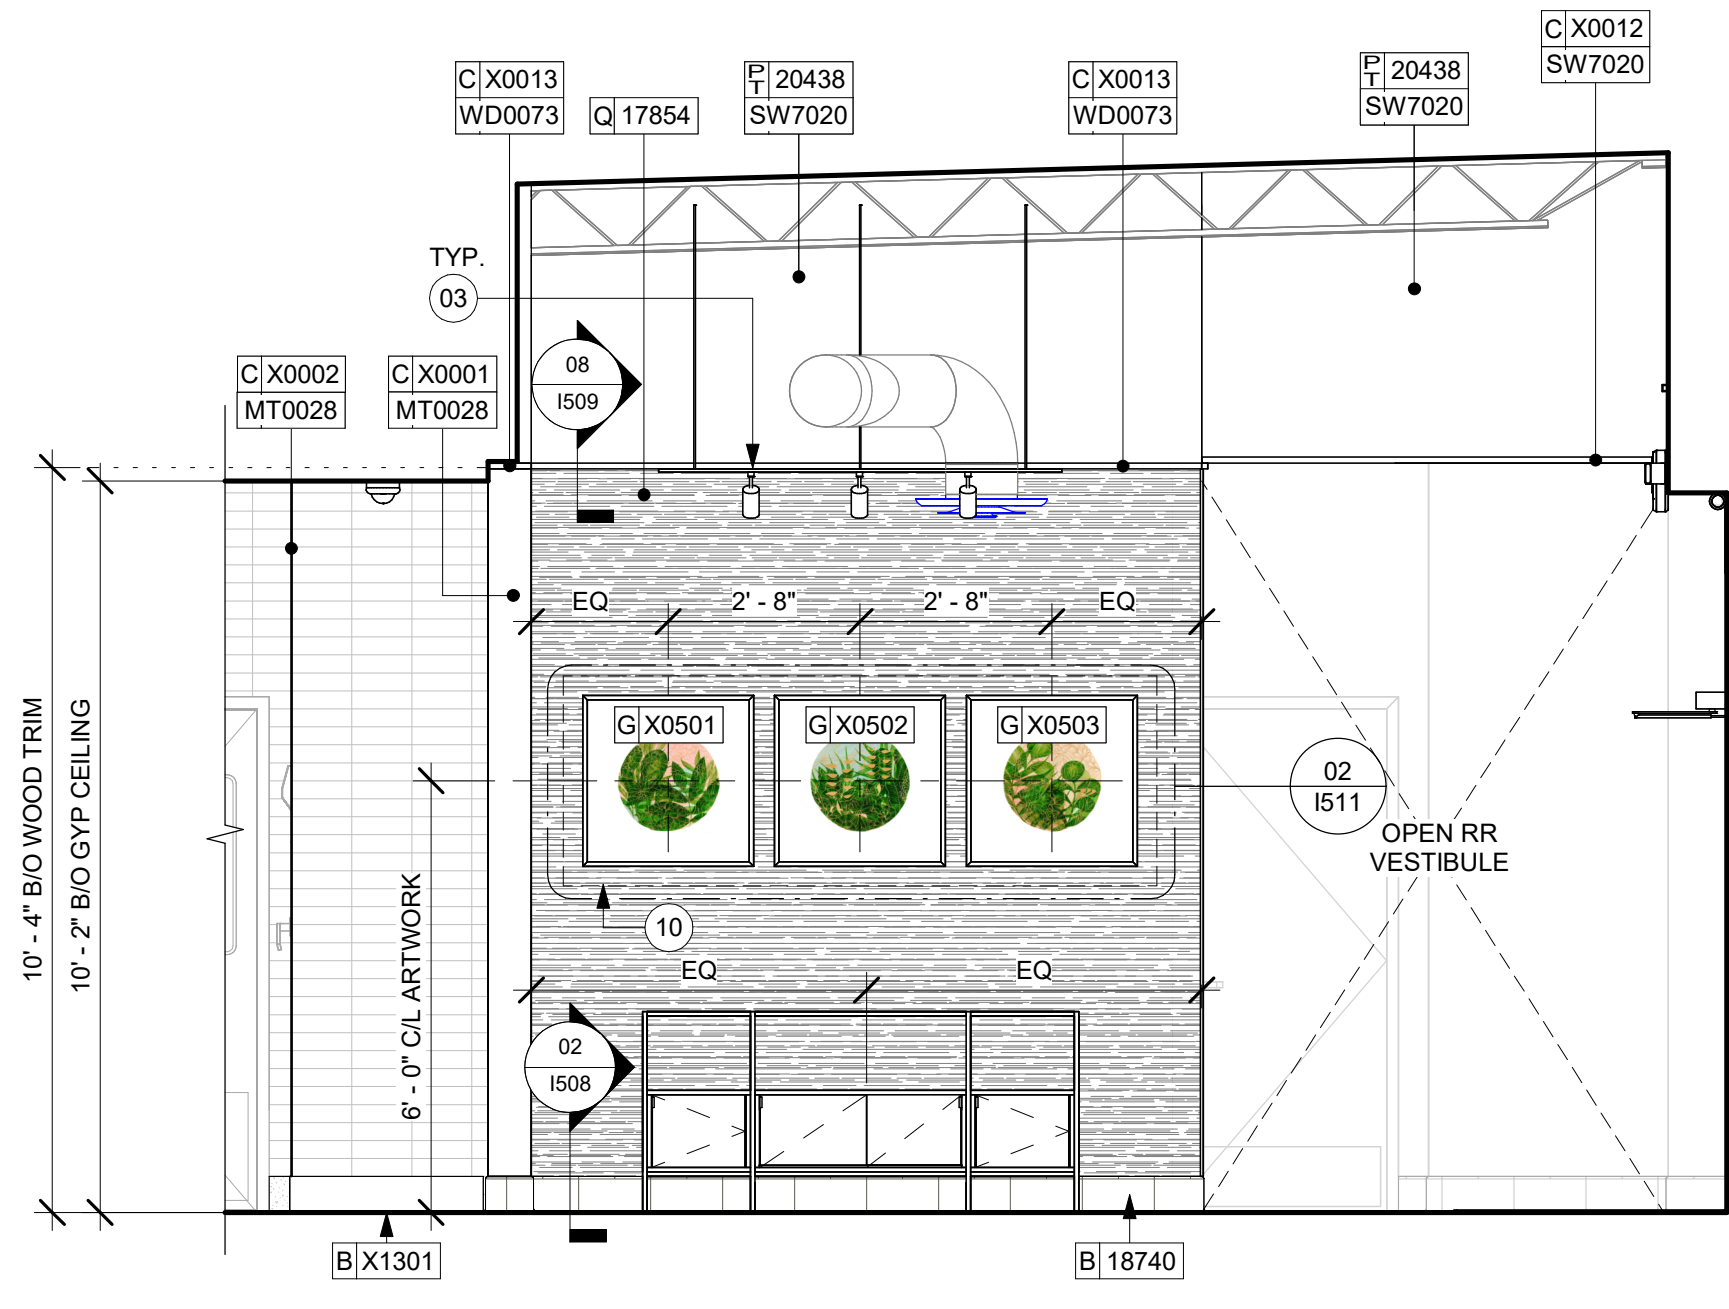 C X0012
SW7020
C X0013
WD0073
Q 17854
PT 20438
SW7020
C X0013
WD0073
PT 20438
SW7020
TYP.
03
C X0002
MT0028
C X0001
MT0028
08
I509
EQ
2' - 8"
2' - 8"
EQ
G X0501
G X0502
G X0503
10' - 4" B/O WOOD TRIM
10' - 2" B/O GYP CEILING
6' - 0" C/L ARTWORK
02
I511
OPEN RR
VESTIBULE
10
EQ
EQ
02
I508
B X1301
B 18740